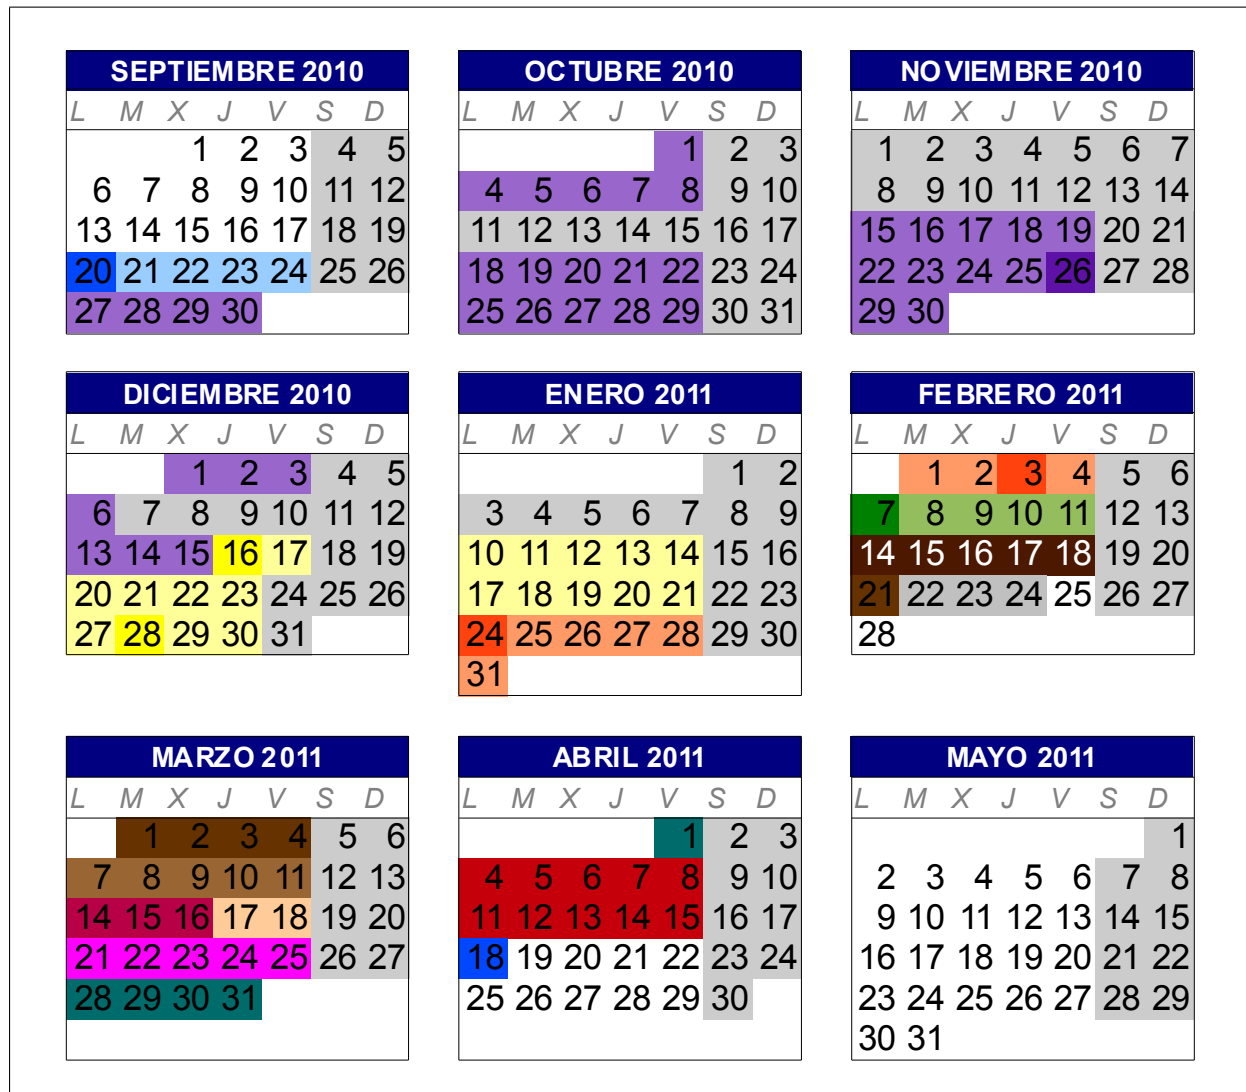 SEPTIEMBRE 2010
L M X J V S D
1 2 3 4 5
6 7 8 9 10 11 12
13 14 15 16 17 18 19
20 21 22 23 24 25 26
27 28 29 30
OCTUBRE 2010
L M X J V S D
1 2 3
4 5 6 7 8 9 10
11 12 13 14 15 16 17
18 19 20 21 22 23 24
25 26 27 28 29 30 31
NOVIEMBRE 2010
L M X J V S D
1 2 3 4 5 6 7
8 9 10 11 12 13 14
15 16 17 18 19 20 21
22 23 24 25 26 27 28
29 30
DICIEMBRE 2010
L M X J V S D
1 2 3 4 5
6 7 8 9 10 11 12
13 14 15 16 17 18 19
20 21 22 23 24 25 26
27 28 29 30 31
ENERO 2011
L M X J V S D
1 2
3 4 5 6 7 8 9
10 11 12 13 14 15 16
17 18 19 20 21 22 23
24 25 26 27 28 29 30
31
FEBRERO 2011
L M X J V S D
1 2 3 4 5 6
7 8 9 10 11 12 13
14 15 16 17 18 19 20
21 22 23 24 25 26 27
28
MARZO 2011
L M X J V S D
1 2 3 4 5 6
7 8 9 10 11 12 13
14 15 16 17 18 19 20
21 22 23 24 25 26 27
28 29 30 31
ABRIL 2011
L M X J V S D
1 2 3
4 5 6 7 8 9 10
11 12 13 14 15 16 17
18 19 20 21 22 23 24
25 26 27 28 29 30
MAYO 2011
L M X J V S D
1
2 3 4 5 6 7 8
9 10 11 12 13 14 15
16 17 18 19 20 21 22
23 24 25 26 27 28 29
30 31